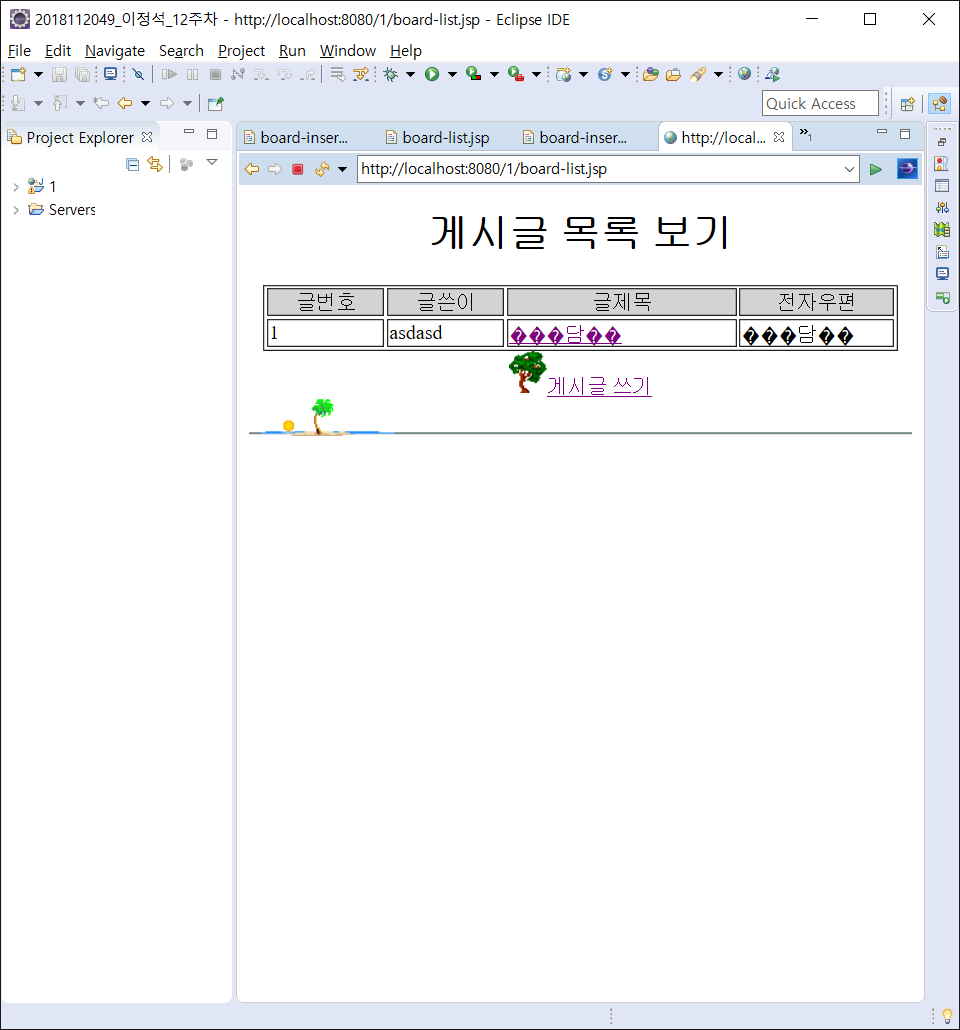 2018112049_이정석_12주차 - http://localhost:8080/1/board-list.jsp - Eclipse IDE
File Edit Navigate Search Project Run Window Help
Quick Access
Project Explorer
board-inser...
board-list.jsp
board-inser...
http://local...
»1
1
Servers
http://localhost:8080/1/board-list.jsp
게시글 목록 보기
글번호 글쓴이 글제목 전자우편
1 asdasd ���담�� ���담��
게시글 쓰기